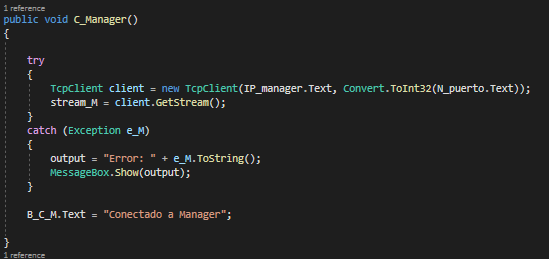 1 reference
public void C_Manager()
{
try
{
TcpClient client = new TcpClient(IP_manager.Text, Convert.ToInt32(N_puerto.Text));
stream_M = client.GetStream();
}
catch (Exception e_M)
{
output = "Error: " + e_M.ToString();
MessageBox.Show(output);
}
B_C_M.Text = "Conectado a Manager";
}
1 reference